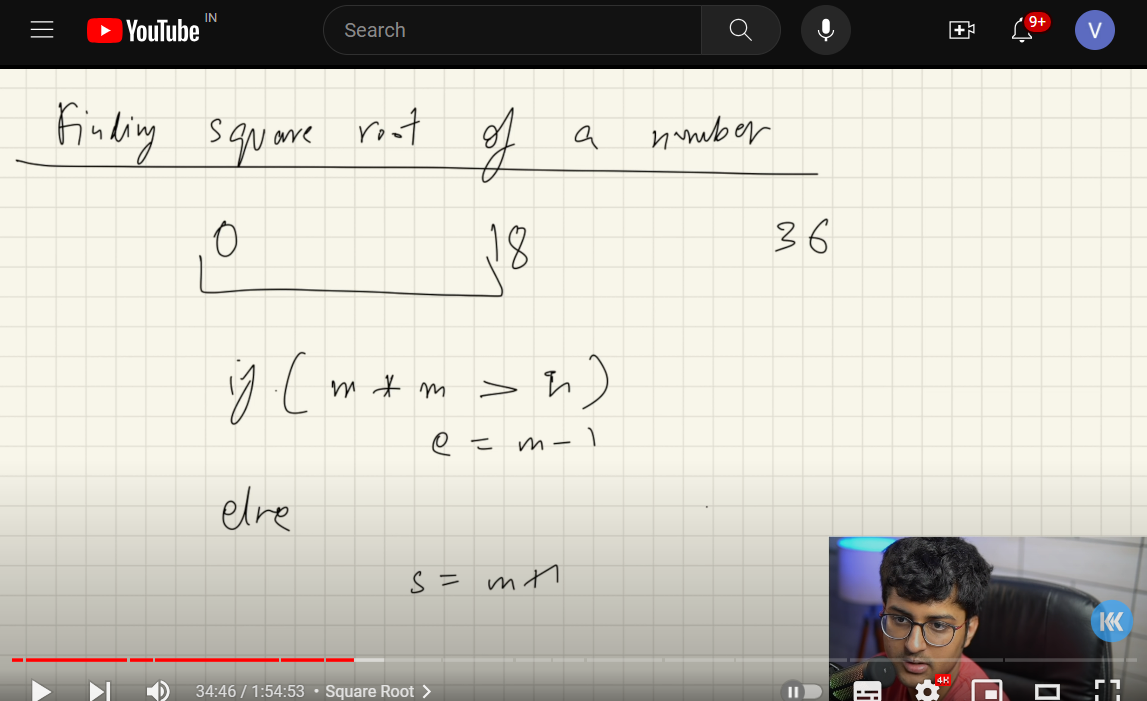 YouTube IN
Search
9+
V
Finding square root of a number
0 18 36
if ( m * m > n )
e = m - 1
else
s = m + 1
34:46 / 1:54:53 • Square Root
4K